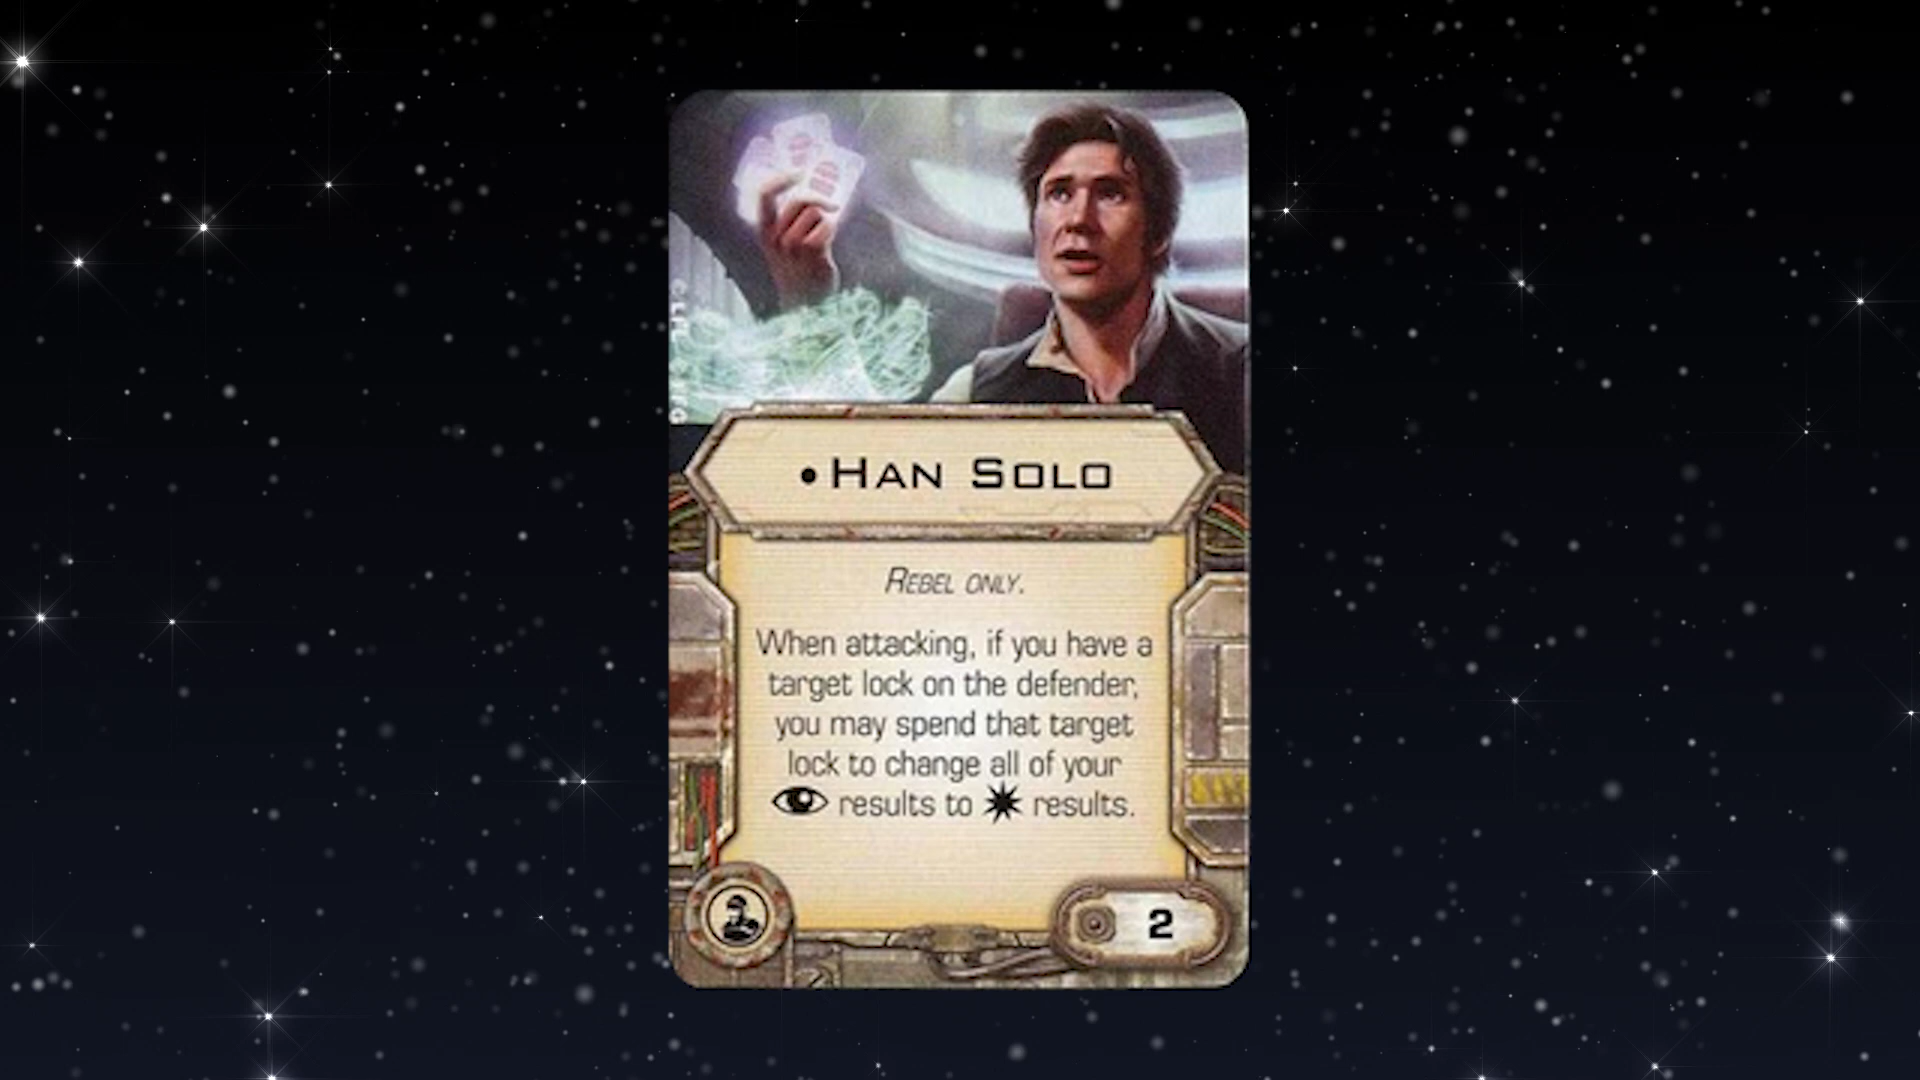 •Han Solo
Rebel only.
When attacking, if you have a
target lock on the defender,
you may spend that target
lock to change all of your
results to results.
2